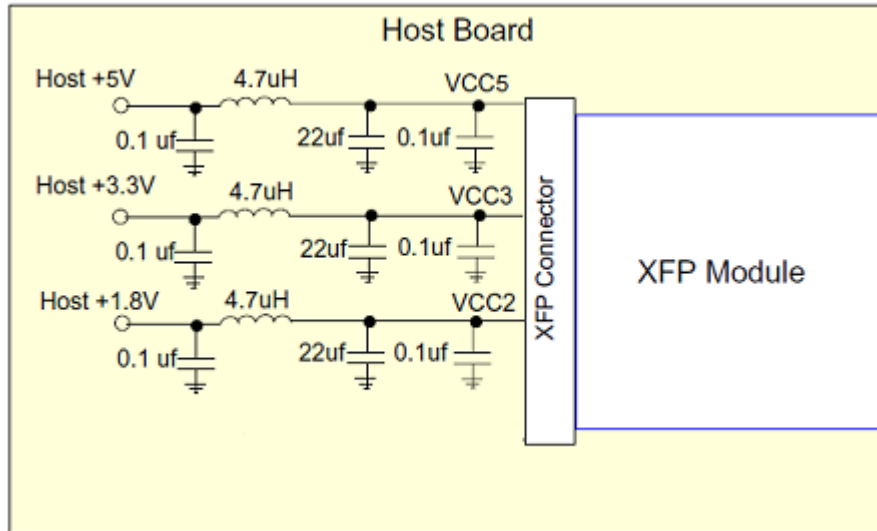 Host Board
Host +5V
4.7uH
VCC5
0.1 uf
22uf
0.1uf
Host +3.3V
4.7uH
VCC3
0.1 uf
22uf
0.1uf
Host +1.8V
4.7uH
VCC2
0.1 uf
22uf
0.1uf
XFP Connector
XFP Module